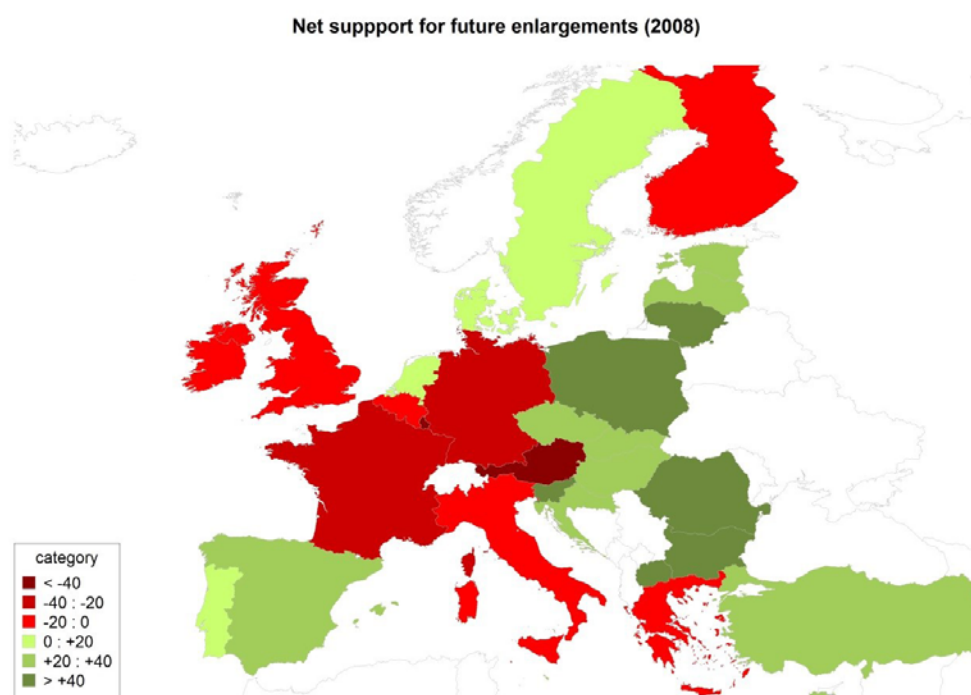 Net suppport for future enlargements (2008)
category
< -40
-40 : -20
-20 : 0
0 : +20
+20 : +40
> +40